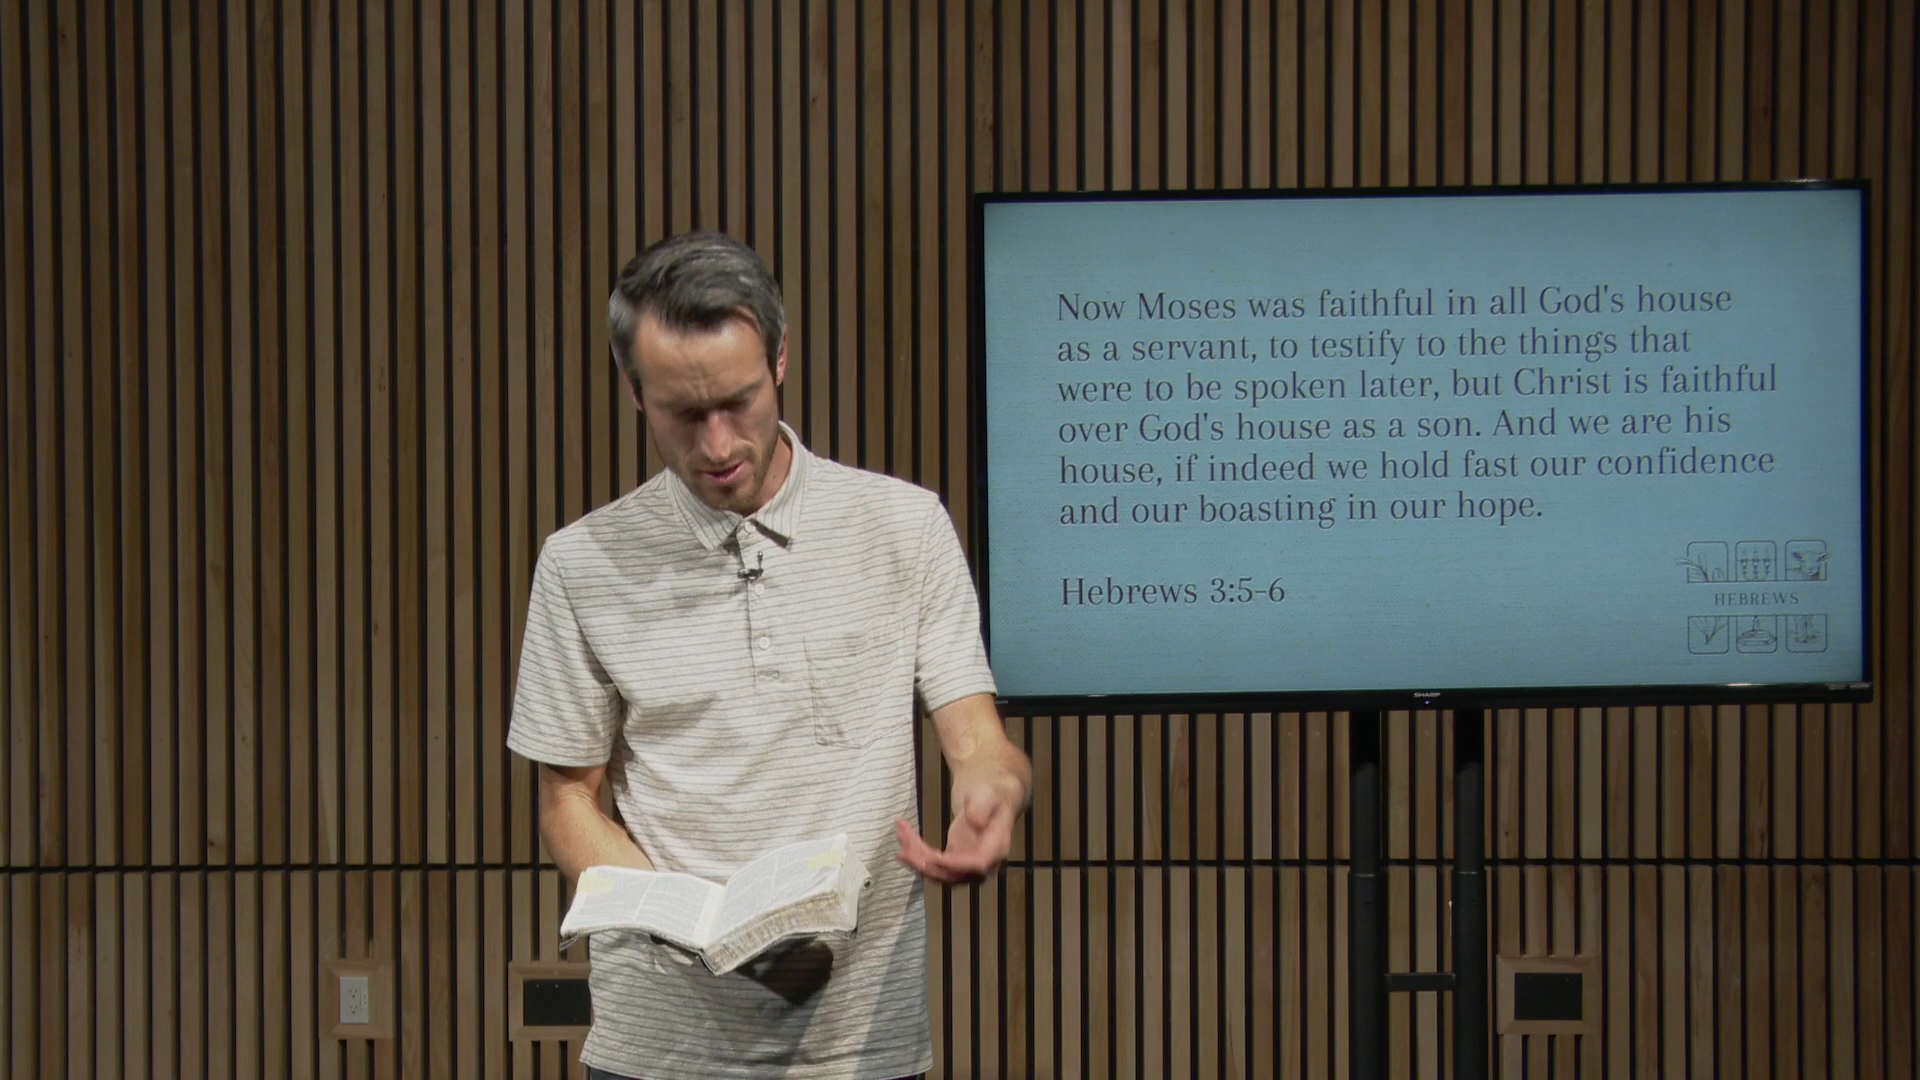 Now Moses was faithful in all God's house
as a servant, to testify to the things that
were to be spoken later, but Christ is faithful
over God's house as a son. And we are his
house, if indeed we hold fast our confidence
and our boasting in our hope.
Hebrews 3:5-6
HEBREWS
SHARP